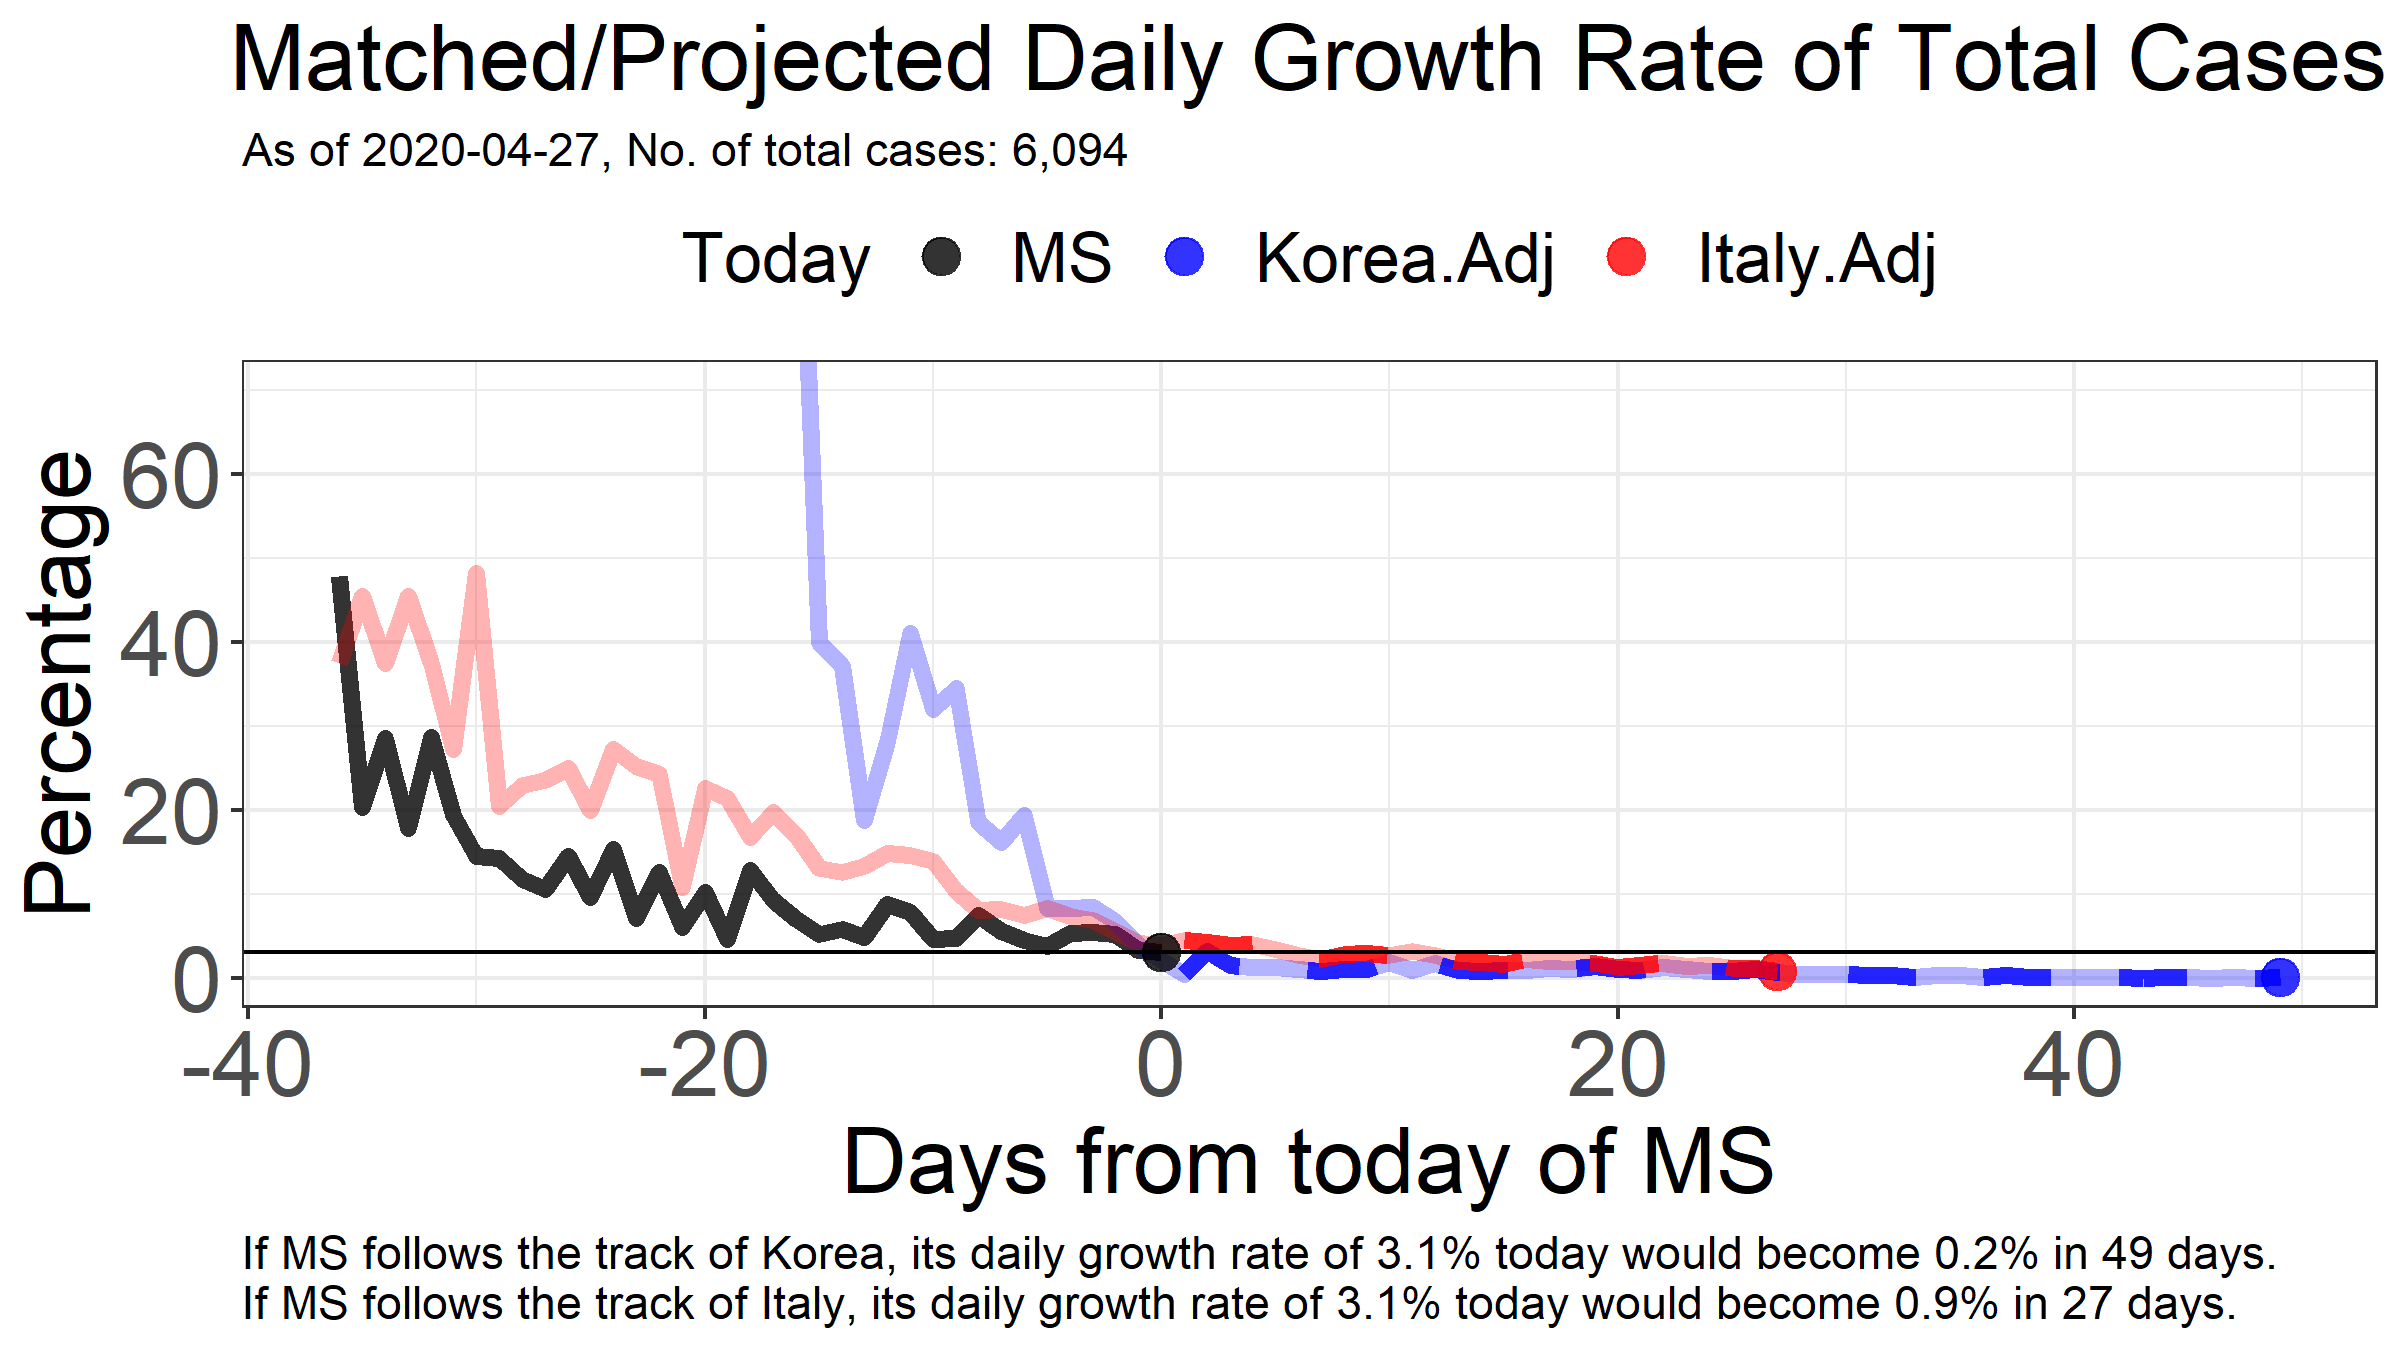 Matched/Projected Daily Growth Rate of Total Cases
As of 2020-04-27, No. of total cases: 6,094
Today MS Korea.Adj Italy.Adj
Percentage
60
40
20
0
-40 -20 0 20 40
Days from today of MS
If MS follows the track of Korea, its daily growth rate of 3.1% today would become 0.2% in 49 days.
If MS follows the track of Italy, its daily growth rate of 3.1% today would become 0.9% in 27 days.